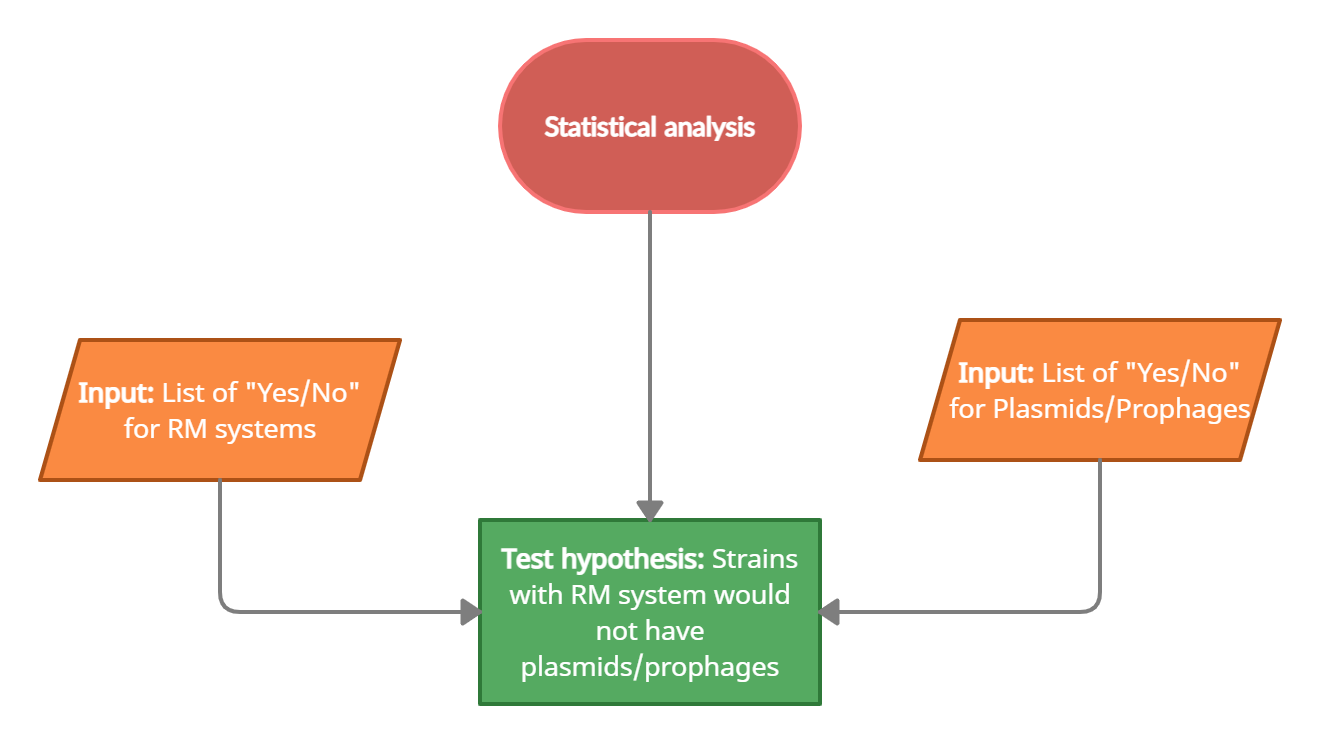 Statistical analysis
Input: List of "Yes/No"
for RM systems
Input: List of "Yes/No"
for Plasmids/Prophages
Test hypothesis: Strains
with RM system would
not have
plasmids/prophages